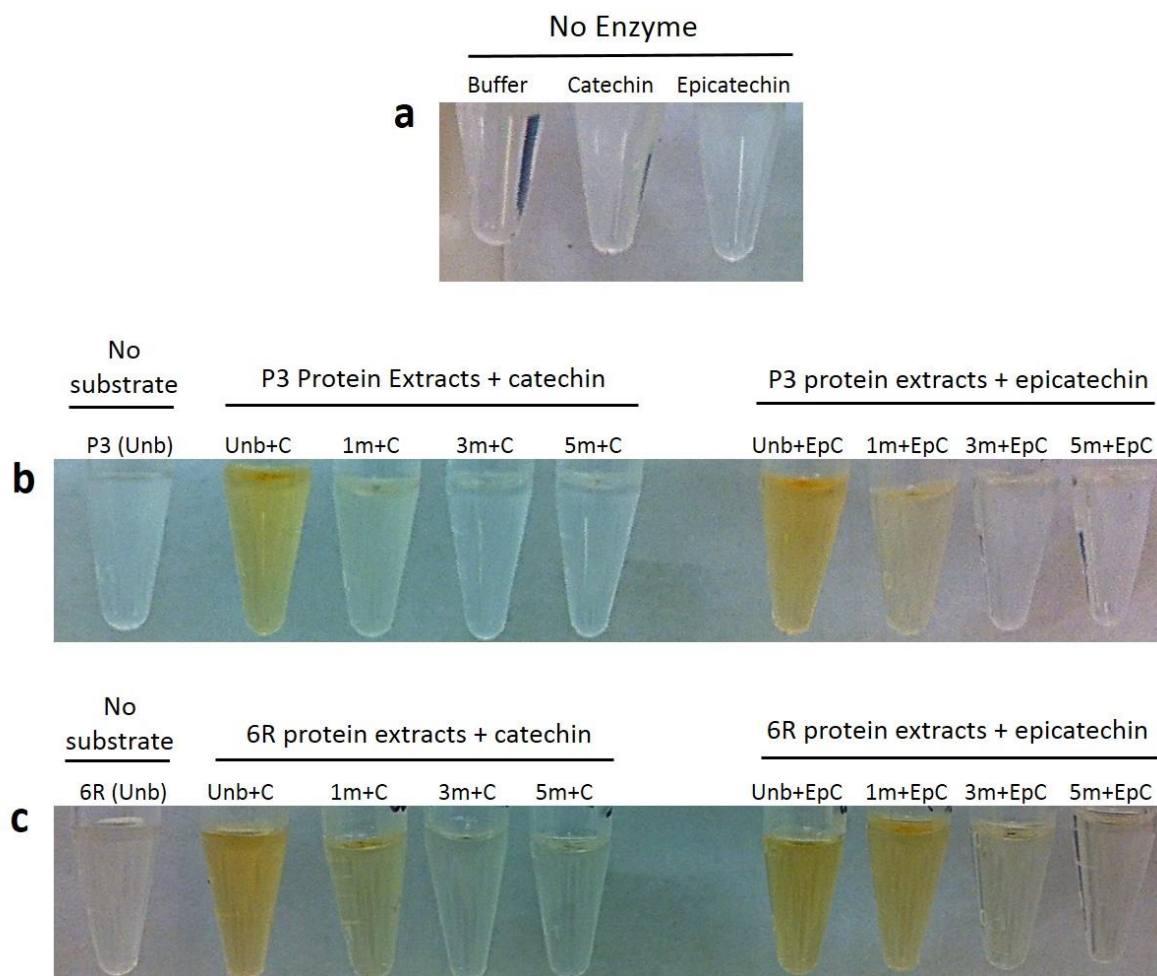 No Enzyme
Buffer Catechin Epicatechin
a
No
substrate
P3 Protein Extracts + catechin
P3 protein extracts + epicatechin
P3 (Unb) Unb+C 1m+C 3m+C 5m+C Unb+EpC 1m+EpC 3m+EpC 5m+EpC
b
No
substrate
6R protein extracts + catechin
6R protein extracts + epicatechin
6R (Unb) Unb+C 1m+C 3m+C 5m+C Unb+EpC 1m+EpC 3m+EpC 5m+EpC
c